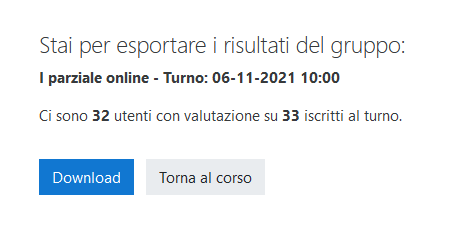 Stai per esportare i risultati del gruppo:
I parziale online - Turno: 06-11-2021 10:00
Ci sono 32 utenti con valutazione su 33 iscritti al turno.
Download
Torna al corso